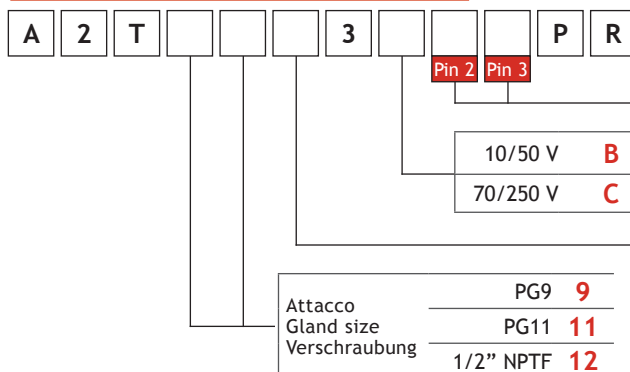 A 2 T 3 P R
Pin 2 Pin 3
10/50 V B
70/250 V C
Attacco
Gland size
Verschraubung
PG9 9
PG11 11
1/2” NPTF 12